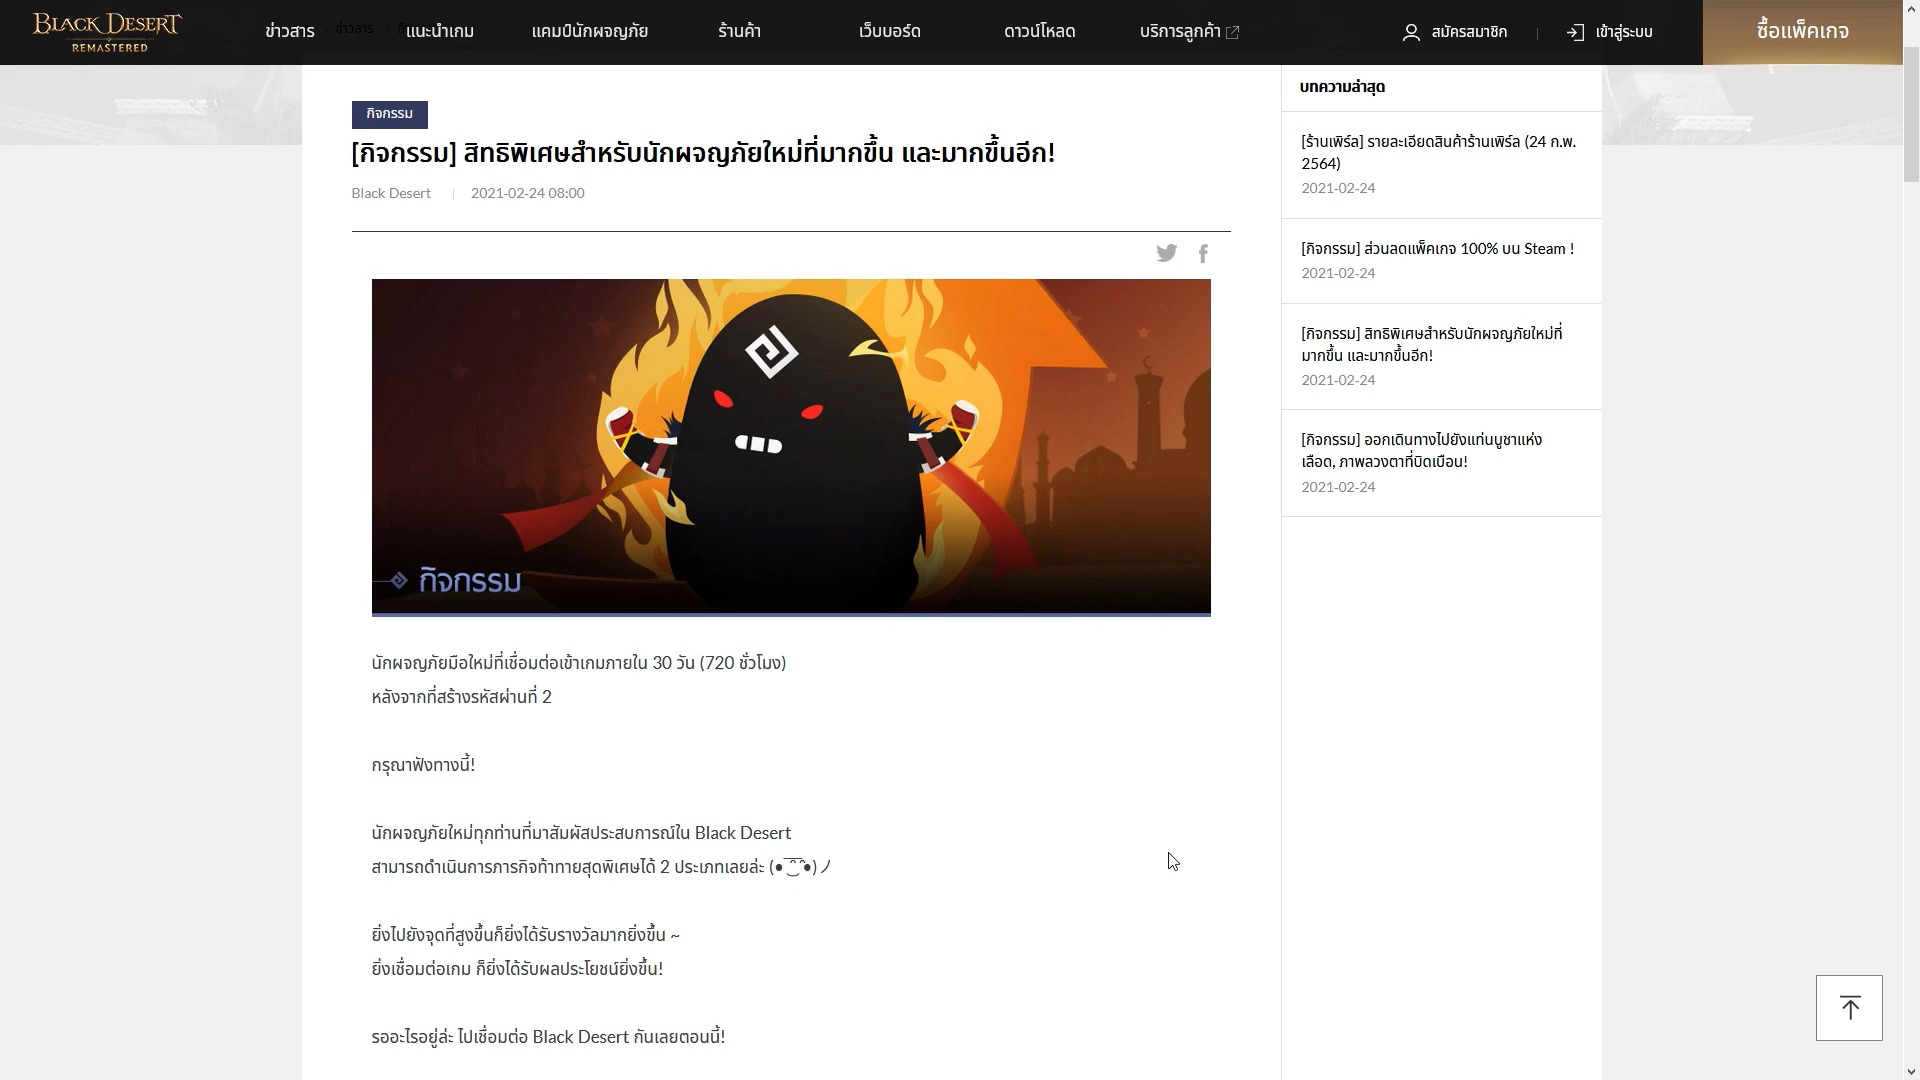 BLACK DESERT
REMASTERED
ข่าวสาร
ข่าวสาร
แนะนำเกม
แคมป์นักผจญภัย
ร้านค้า
เว็บบอร์ด
ดาวน์โหลด
บริการลูกค้า
สมัครสมาชิก
เข้าสู่ระบบ
ซื้อแพ็คเกจ
กิจกรรม
[กิจกรรม] สิทธิพิเศษสำหรับนักผจญภัยใหม่ที่มากขึ้น และมากขึ้นอีก!
Black Desert | 2021-02-24 08:00
กิจกรรม
นักผจญภัยมือใหม่ที่เชื่อมต่อเข้าเกมภายใน 30 วัน (720 ชั่วโมง)
หลังจากที่สร้างรหัสผ่านที่ 2
กรุณาฟังทางนี้!
นักผจญภัยใหม่ทุกท่านที่มาสัมผัสประสบการณ์ใน Black Desert
สามารถดำเนินการภารกิจท้าทายสุดพิเศษได้ 2 ประเภทเลยล่ะ (• ͜ •)ノ
ยิ่งไปยังจุดที่สูงขึ้นก็ยิ่งได้รับรางวัลมากยิ่งขึ้น ~
ยิ่งเชื่อมต่อเกม ก็ยิ่งได้รับผลประโยชน์ยิ่งขึ้น!
รออะไรอยู่ล่ะ ไปเชื่อมต่อ Black Desert กันเลยตอนนี้!
บทความล่าสุด
[ร้านเพิร์ล] รายละเอียดสินค้าร้านเพิร์ล (24 ก.พ.
2564)
2021-02-24
[กิจกรรม] ส่วนลดแพ็คเกจ 100% บน Steam !
2021-02-24
[กิจกรรม] สิทธิพิเศษสำหรับนักผจญภัยใหม่ที่
มากขึ้น และมากขึ้นอีก!
2021-02-24
[กิจกรรม] ออกเดินทางไปยังแท่นบูชาแห่ง
เลือด, ภาพลวงตาที่บิดเบือน!
2021-02-24